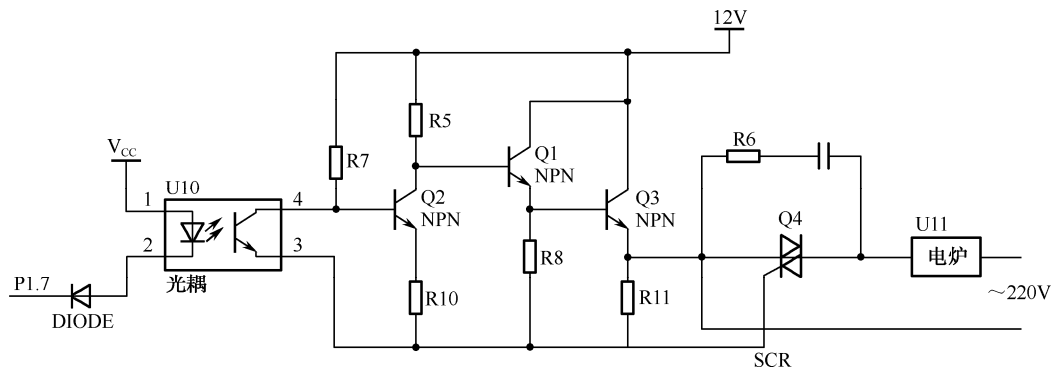 12V
R5
R6
VCC
R7
Q1
NPN
U10
1
4
Q2
NPN
Q3
NPN
Q4
U11
电炉
2
3
R8
光耦
P1.7
DIODE
R10
R11
～220V
SCR